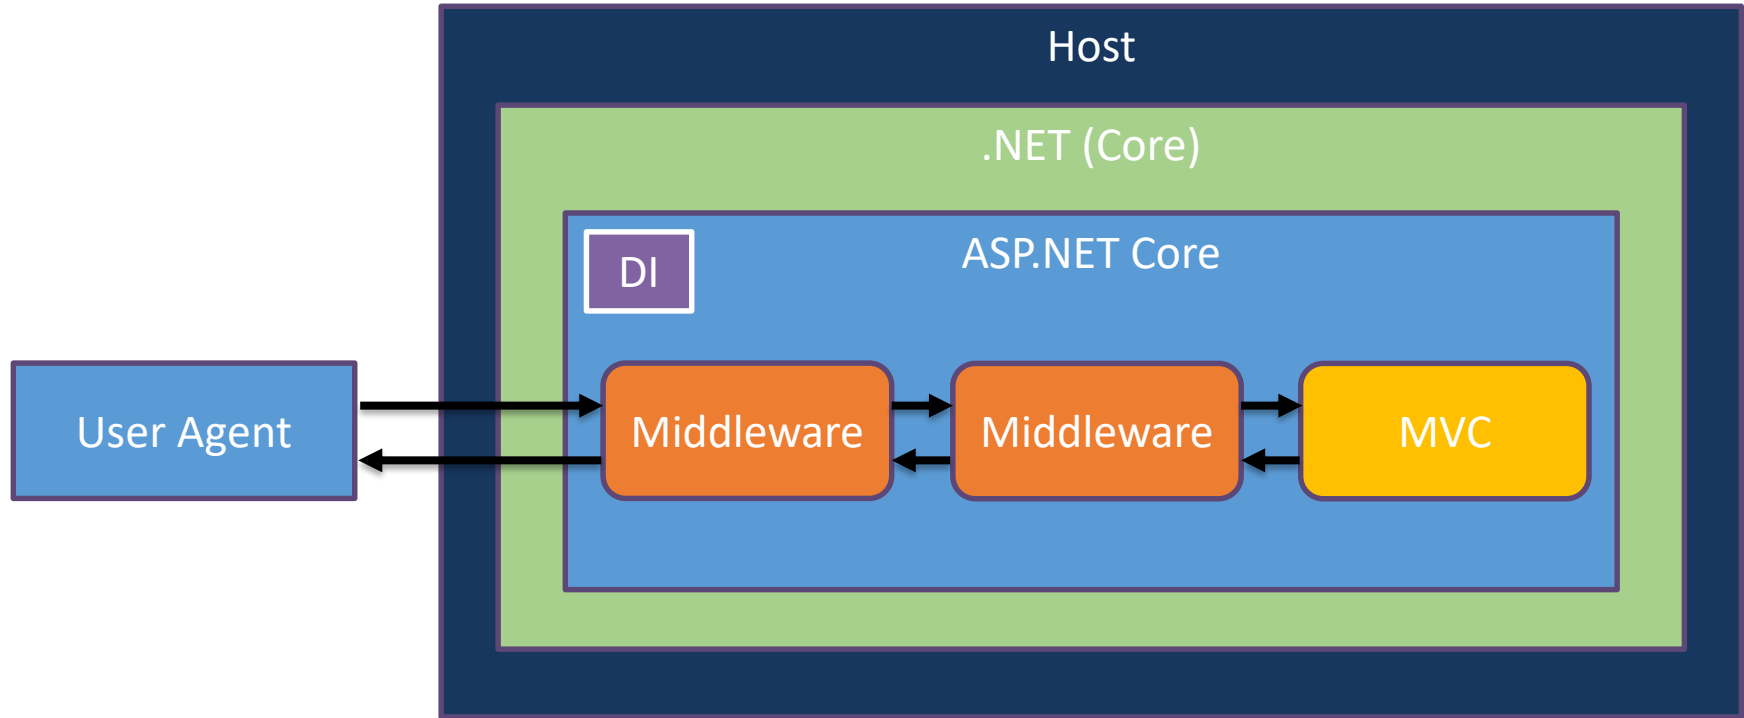 Host
.NET (Core)
ASP.NET Core
DI
User Agent
Middleware
Middleware
MVC